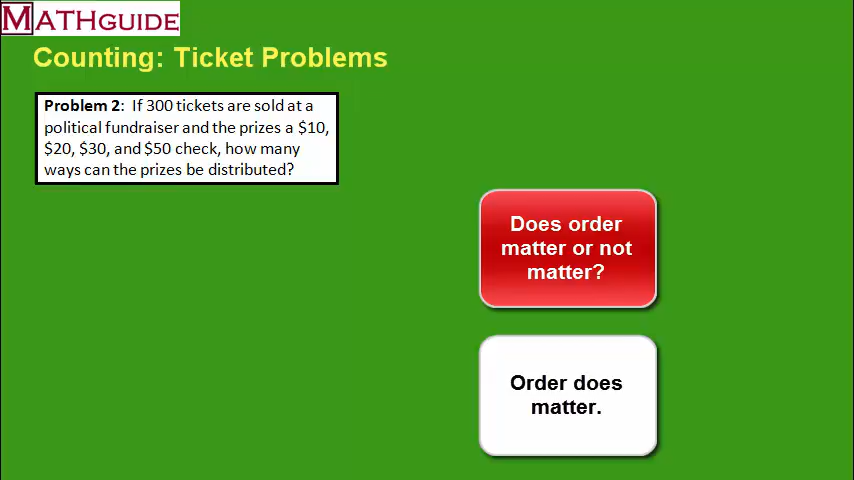 MATHGUIDE
Counting: Ticket Problems
Problem 2: If 300 tickets are sold at a
political fundraiser and the prizes a $10,
$20, $30, and $50 check, how many
ways can the prizes be distributed?
Does order
matter or not
matter?
Order does
matter.